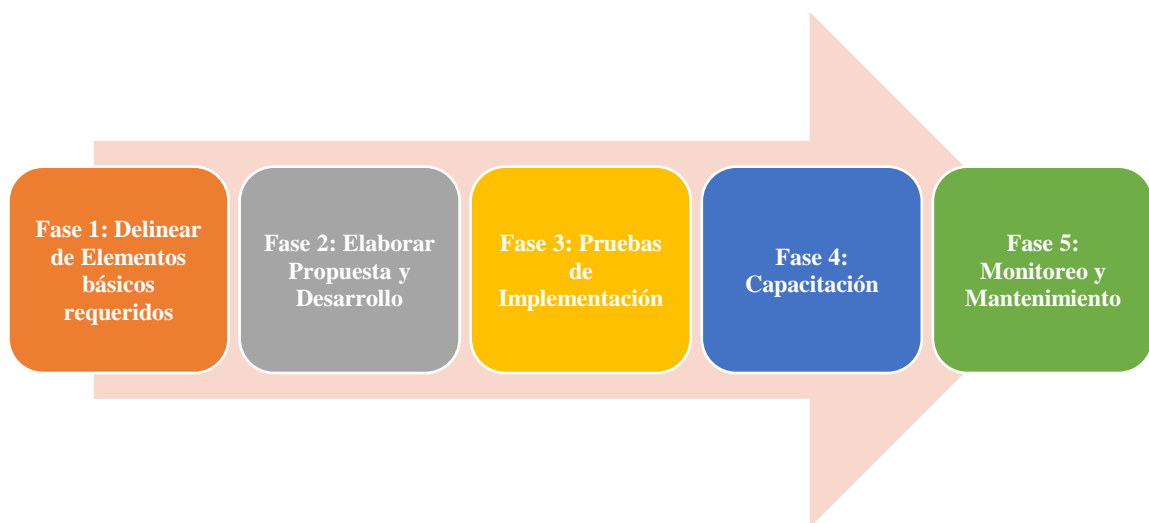 Fase 1: Delinear
de Elementos
básicos
requeridos
Fase 2: Elaborar
Propuesta y
Desarrollo
Fase 3: Pruebas
de
Implementación
Fase 4:
Capacitación
Fase 5:
Monitoreo y
Mantenimiento